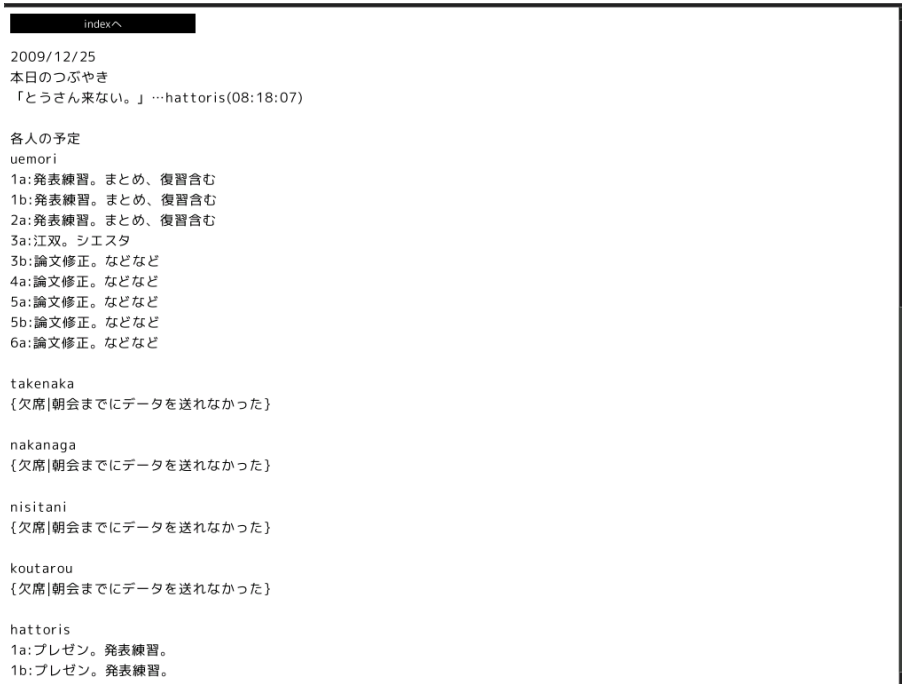 indexへ
2009/12/25
本日のつぶやき
「とうさん来ない。」…hattoris(08:18:07)
各人の予定
uemori
1a:発表練習。まとめ、復習含む
1b:発表練習。まとめ、復習含む
2a:発表練習。まとめ、復習含む
3a:江双。シエスタ
3b:論文修正。などなど
4a:論文修正。などなど
5a:論文修正。などなど
5b:論文修正。などなど
6a:論文修正。などなど
takenaka
{欠席|朝会までにデータを送れなかった}
nakanaga
{欠席|朝会までにデータを送れなかった}
nisitani
{欠席|朝会までにデータを送れなかった}
koutarou
{欠席|朝会までにデータを送れなかった}
hattoris
1a:プレゼン。発表練習。
1b:プレゼン。発表練習。